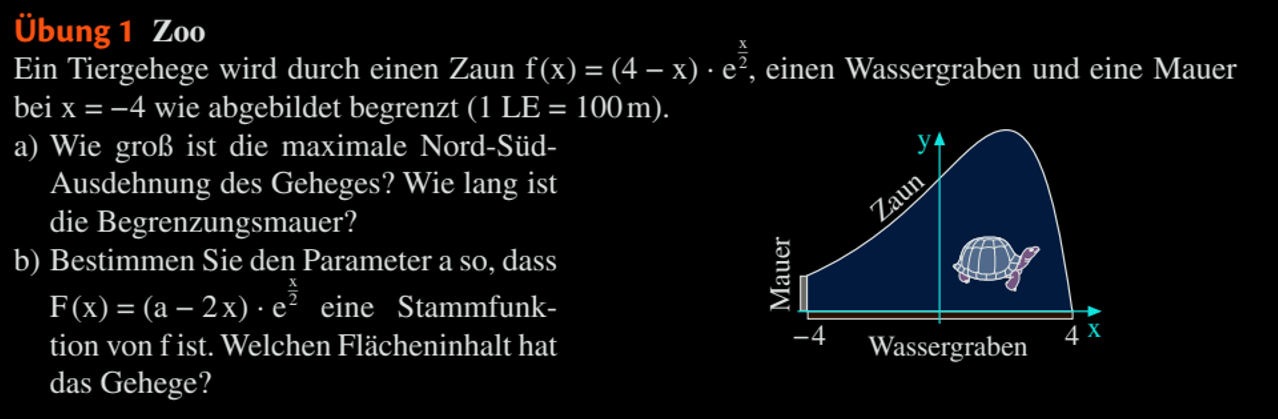 Übung 1 Zoo
Ein Tiergehege wird durch einen Zaun f(x) = (4 − x) · e^{x/2}, einen Wassergraben und eine Mauer
bei x = −4 wie abgebildet begrenzt (1 LE = 100 m).
a) Wie groß ist die maximale Nord-Süd-
Ausdehnung des Geheges? Wie lang ist
die Begrenzungsmauer?
b) Bestimmen Sie den Parameter a so, dass
F(x) = (a − 2x) · e^{x/2} eine Stammfunk-
tion von f ist. Welchen Flächeninhalt hat
das Gehege?
y
Zaun
Mauer
−4
Wassergraben
4
x